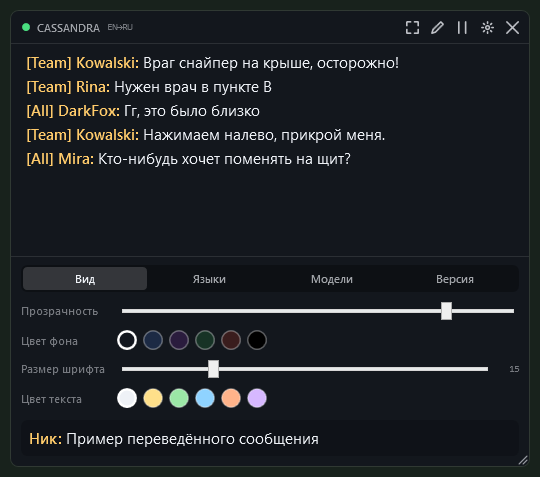 CASSANDRA EN→RU
[Team] Kowalski: Враг снайпер на крыше, осторожно!
[Team] Rina: Нужен врач в пункте B
[All] DarkFox: Гг, это было близко
[Team] Kowalski: Нажимаем налево, прикрой меня.
[All] Mira: Кто-нибудь хочет поменять на щит?
Вид Языки Модели Версия
Прозрачность
Цвет фона
Размер шрифта 15
Цвет текста
Ник: Пример переведённого сообщения